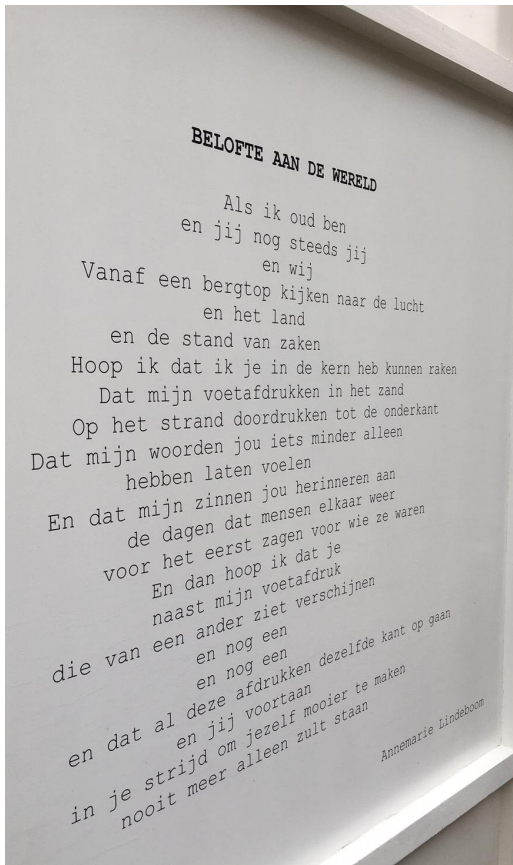 BELOFTE AAN DE WERELD
Als ik oud ben
en jij nog steeds jij
en wij
Vanaf een bergtop kijken naar de lucht
en het land
en de stand van zaken
Hoop ik dat ik je in de kern heb kunnen raken
Dat mijn voetafdrukken in het zand
Op het strand doordrukken tot de onderkant
Dat mijn woorden jou iets minder alleen
hebben laten voelen
En dat mijn zinnen jou herinneren aan
de dagen dat mensen elkaar weer
voor het eerst zagen voor wie ze waren
En dan hoop ik dat je
naast mijn voetafdruk
die van een ander ziet verschijnen
en nog een
en nog een
en dat al deze afdrukken dezelfde kant op gaan
en jij voortaan
in je strijd om jezelf mooier te maken
nooit meer alleen zult staan
Annemarie Lindeboom